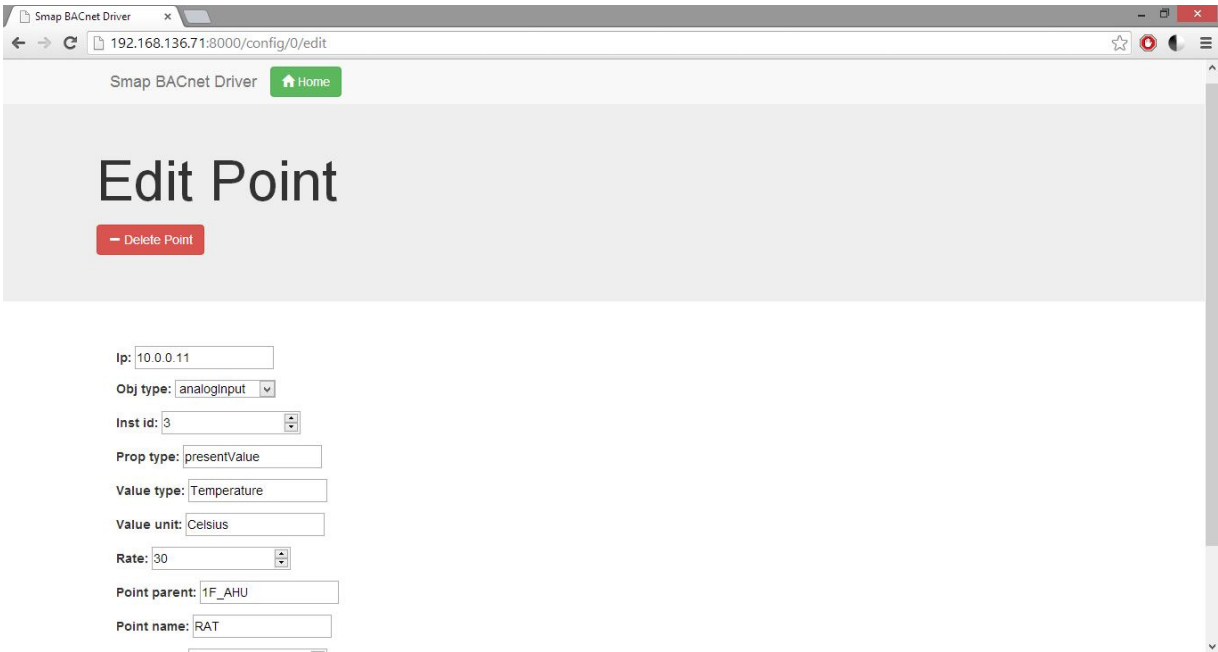 Smap BACnet Driver
192.168.136.71:8000/config/0/edit
Smap BACnet Driver Home
Edit Point
Delete Point
Ip: 10.0.0.11
Obj type: analogInput
Inst id: 3
Prop type: presentValue
Value type: Temperature
Value unit: Celsius
Rate: 30
Point parent: 1F_AHU
Point name: RAT